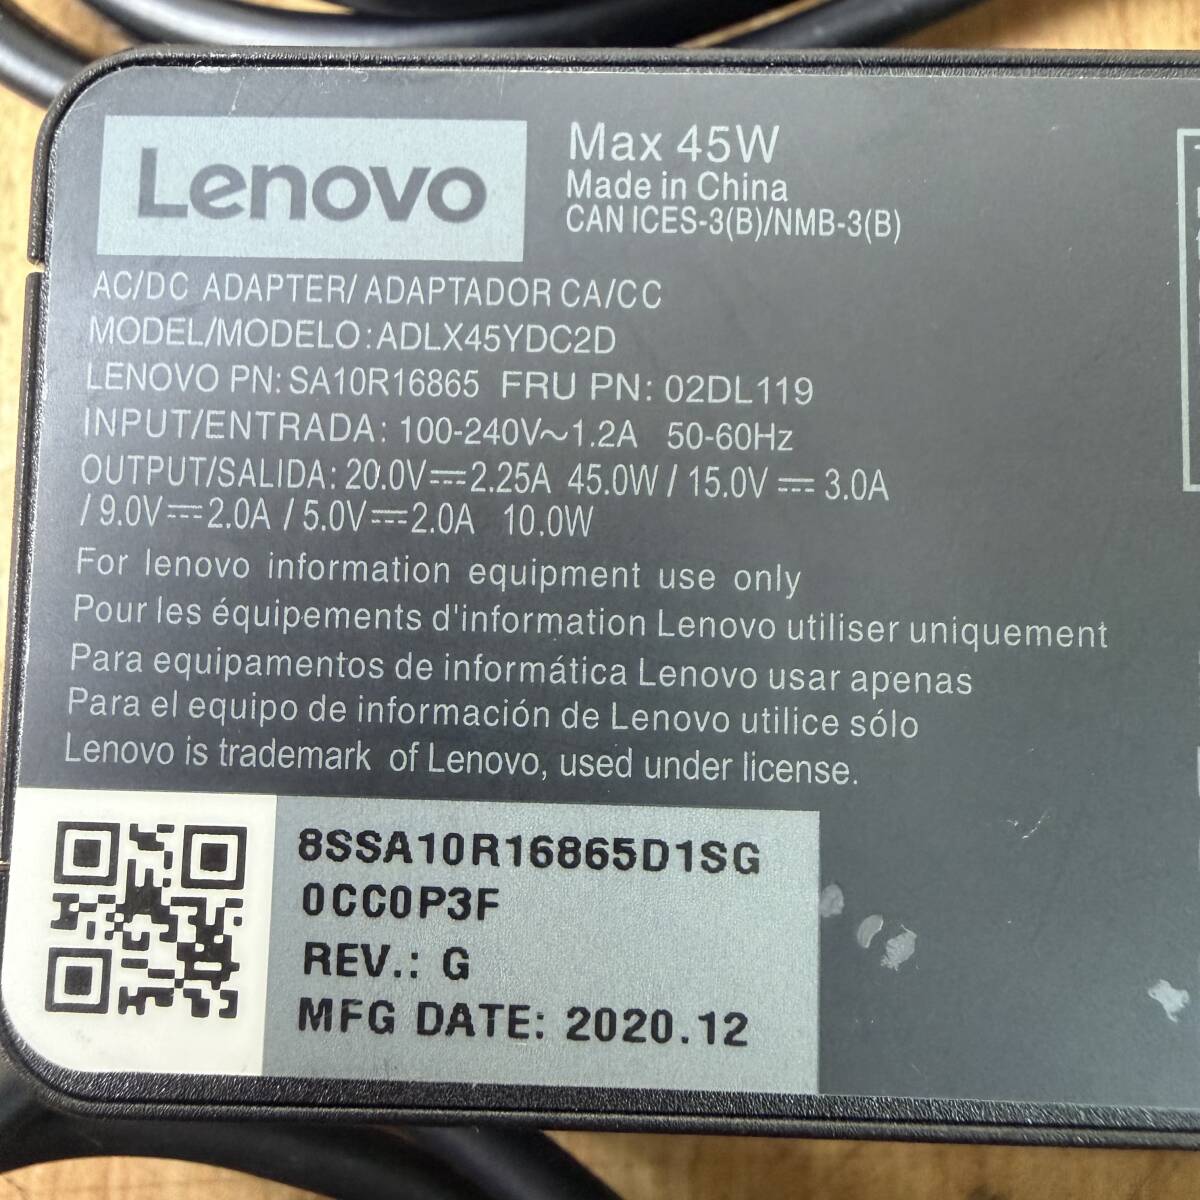 Lenovo
Max 45W
Made in China
CAN ICES-3(B)/NMB-3(B)
AC/DC ADAPTER/ ADAPTADOR CA/CC
MODEL/MODELO:ADLX45YDC2D
LENOVO PN: SA10R16865 FRU PN: 02DL119
INPUT/ENTRADA: 100-240V~1.2A 50-60Hz
OUTPUT/SALIDA: 20.0V⎓2.25A 45.0W / 15.0V ⎓ 3.0A
/ 9.0V⎓2.0A / 5.0V⎓2.0A 10.0W
For lenovo information equipment use only
Pour les équipements d'information Lenovo utiliser uniquement
Para equipamentos de informática Lenovo usar apenas
Para el equipo de información de Lenovo utilice sólo
Lenovo is trademark of Lenovo, used under license.
8SSA10R16865D1SG
0CC0P3F
REV.: G
MFG DATE: 2020.12